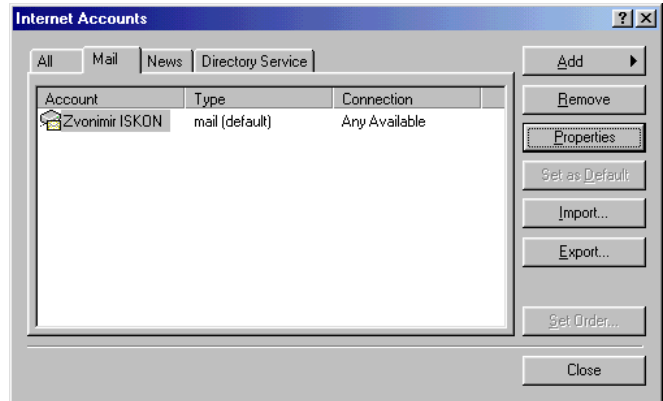 Internet Accounts
All Mail News Directory Service
Account Type Connection
Zvonimir ISKON mail (default) Any Available
Add
Remove
Properties
Set as Default
Import...
Export...
Set Order...
Close